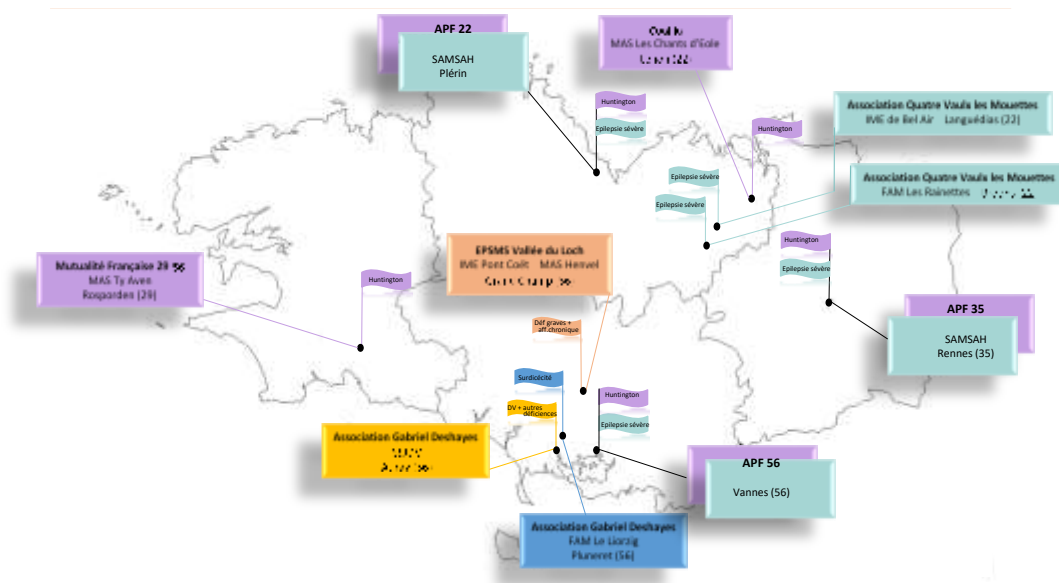 APF 22
SAMSAH
Plérin
MAS Les Chants d'Eole
Huntington
Epilepsie sévère
Huntington
Association Quatre Vaulx les Mouettes
IME de Bel Air Languédias (22)
Epilepsie sévère
Association Quatre Vaulx les Mouettes
FAM Les Rainettes
Epilepsie sévère
Huntington
Epilepsie sévère
EPSMS Vallée du Loch
IME Pont Coët MAS Henvel
Mutualité Française 29 56
MAS Ty Aven
Rosporden (29)
Huntington
APF 35
SAMSAH
Rennes (35)
Déf graves +
aff.chronique
Surdicécité
Huntington
DV + autres
déficiences
Epilepsie sévère
Association Gabriel Deshayes
APF 56
Vannes (56)
Association Gabriel Deshayes
FAM Le Liorzig
Pluneret (56)